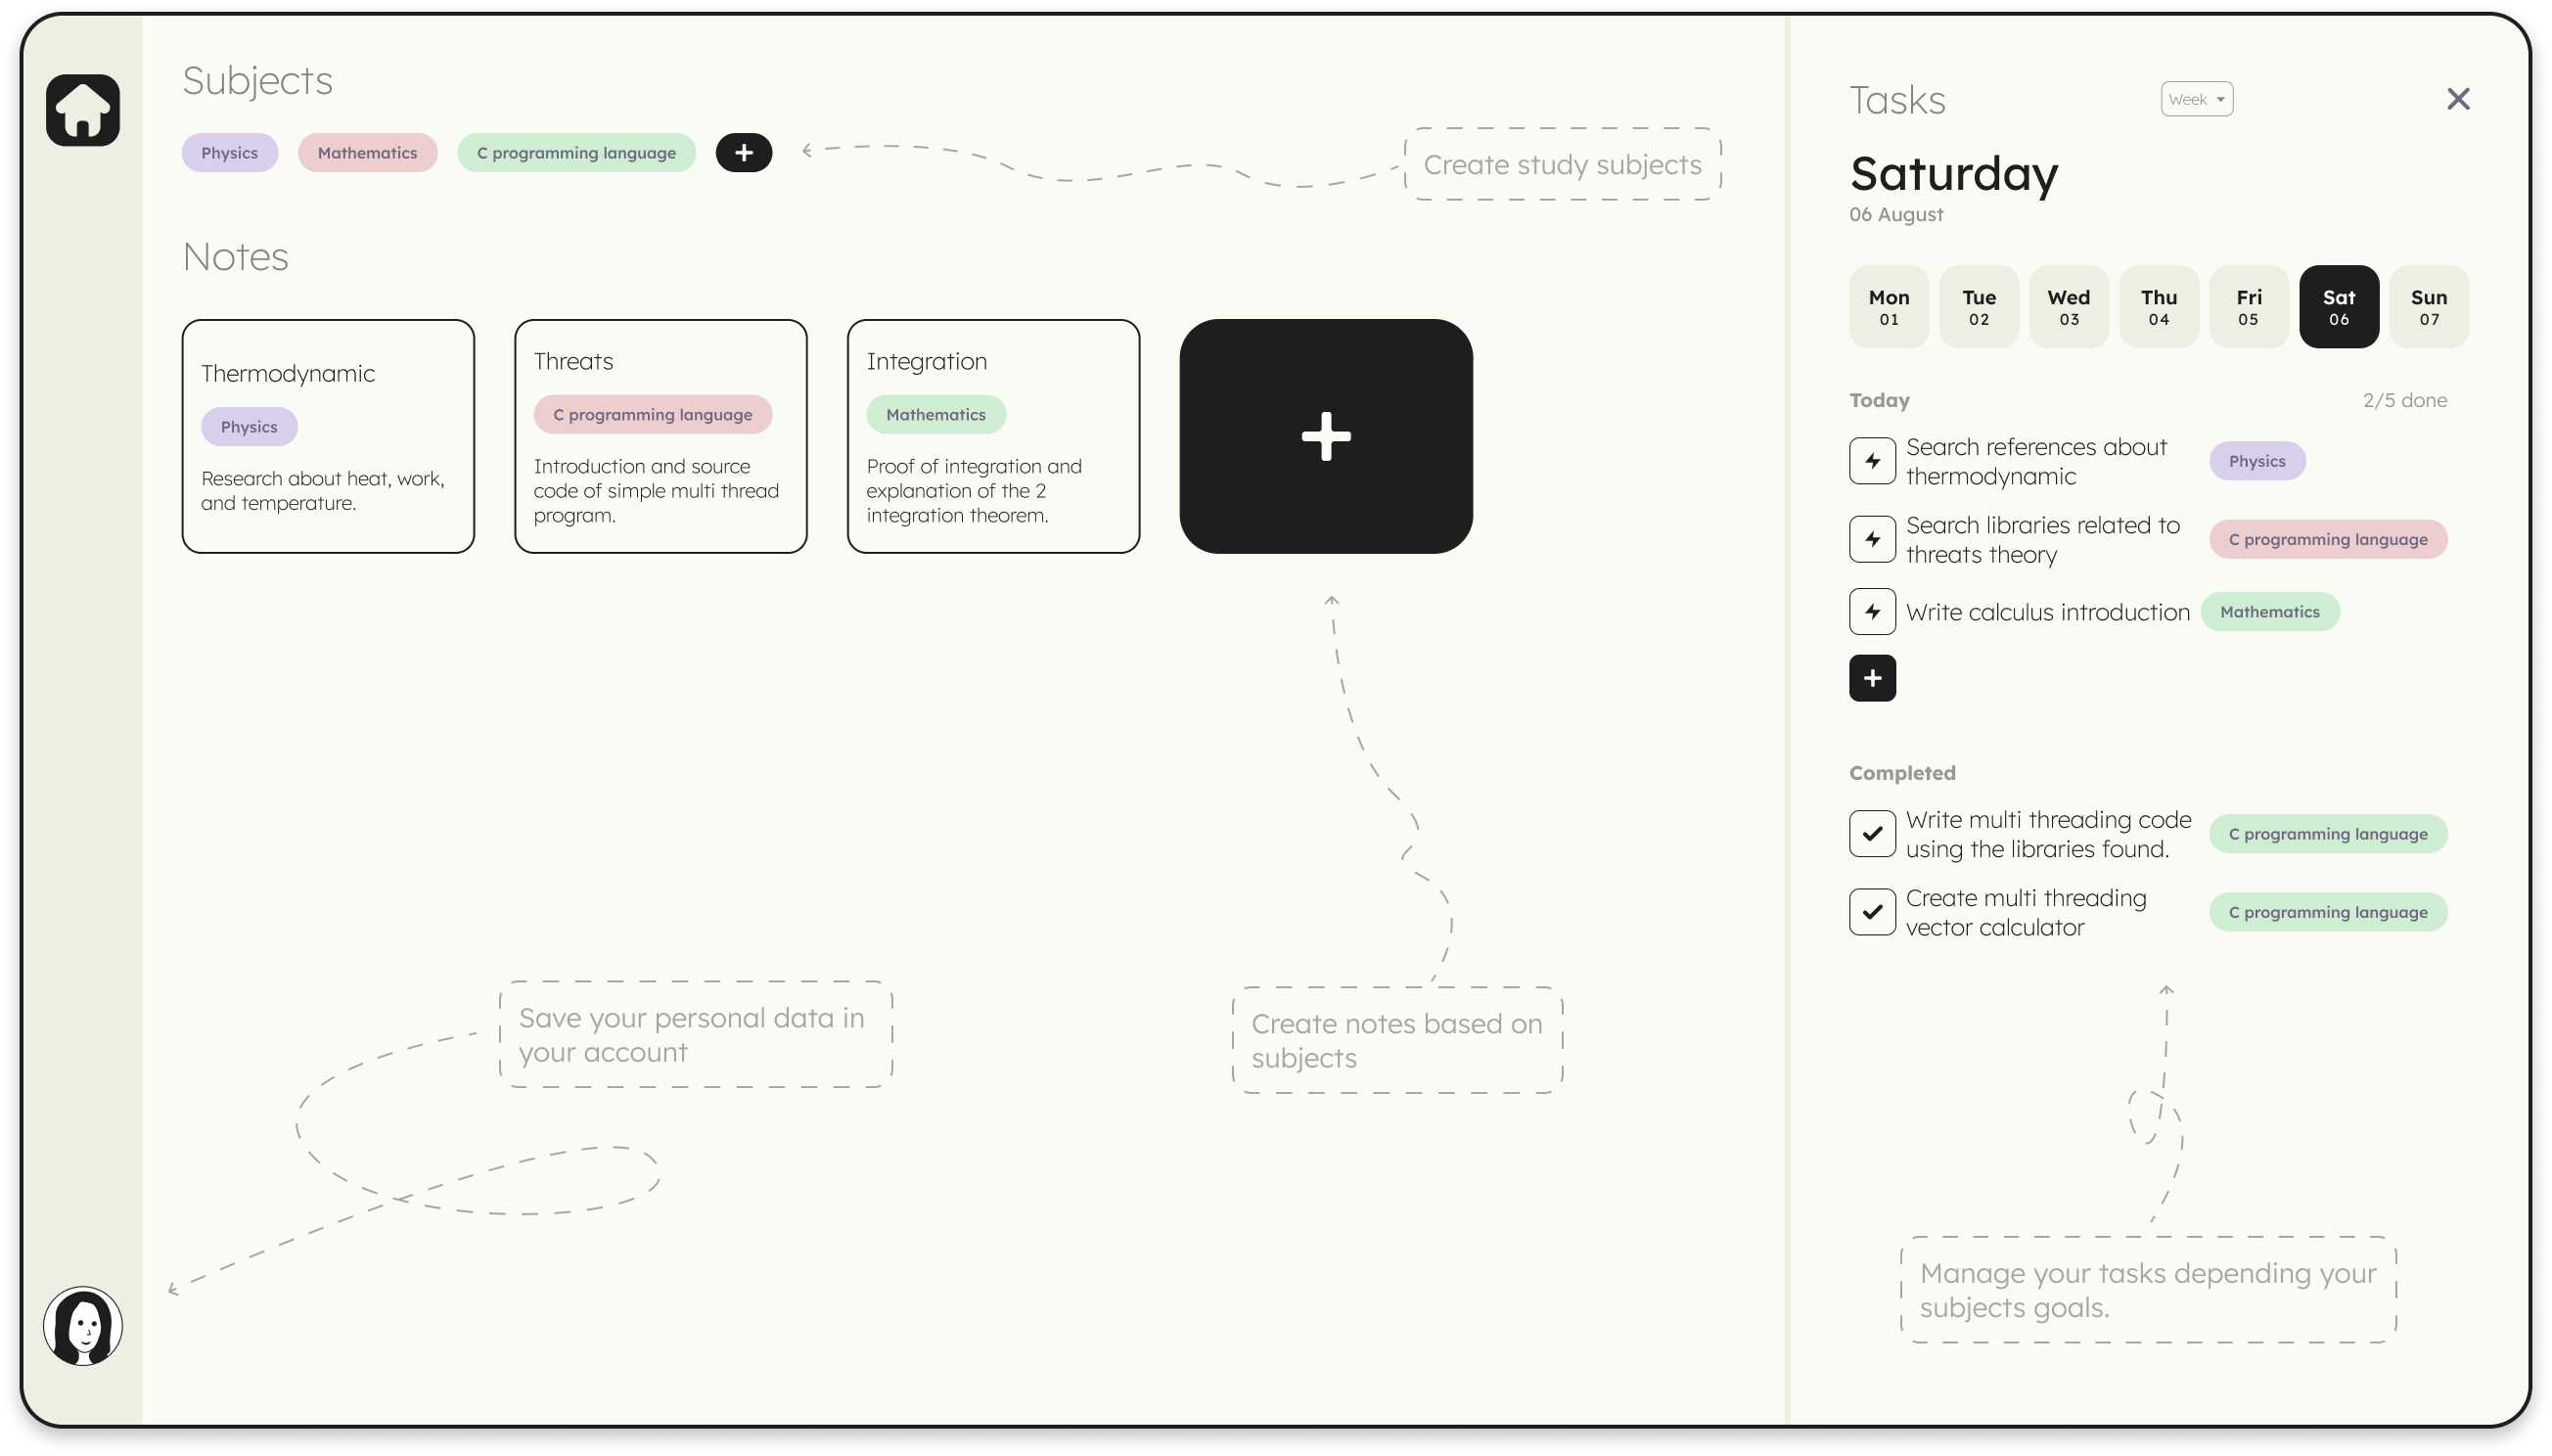 Subjects
Physics
Mathematics
C programming language
Create study subjects
Notes
Thermodynamic
Physics
Research about heat, work,
and temperature.
Threats
C programming language
Introduction and source
code of simple multi thread
program.
Integration
Mathematics
Proof of integration and
explanation of the 2
integration theorem.
Save your personal data in
your account
Create notes based on
subjects
Tasks
Week
Saturday
06 August
Mon
01
Tue
02
Wed
03
Thu
04
Fri
05
Sat
06
Sun
07
Today
2/5 done
Search references about
thermodynamic
Physics
Search libraries related to
threats theory
C programming language
Write calculus introduction
Mathematics
Completed
Write multi threading code
using the libraries found.
C programming language
Create multi threading
vector calculator
C programming language
Manage your tasks depending your
subjects goals.